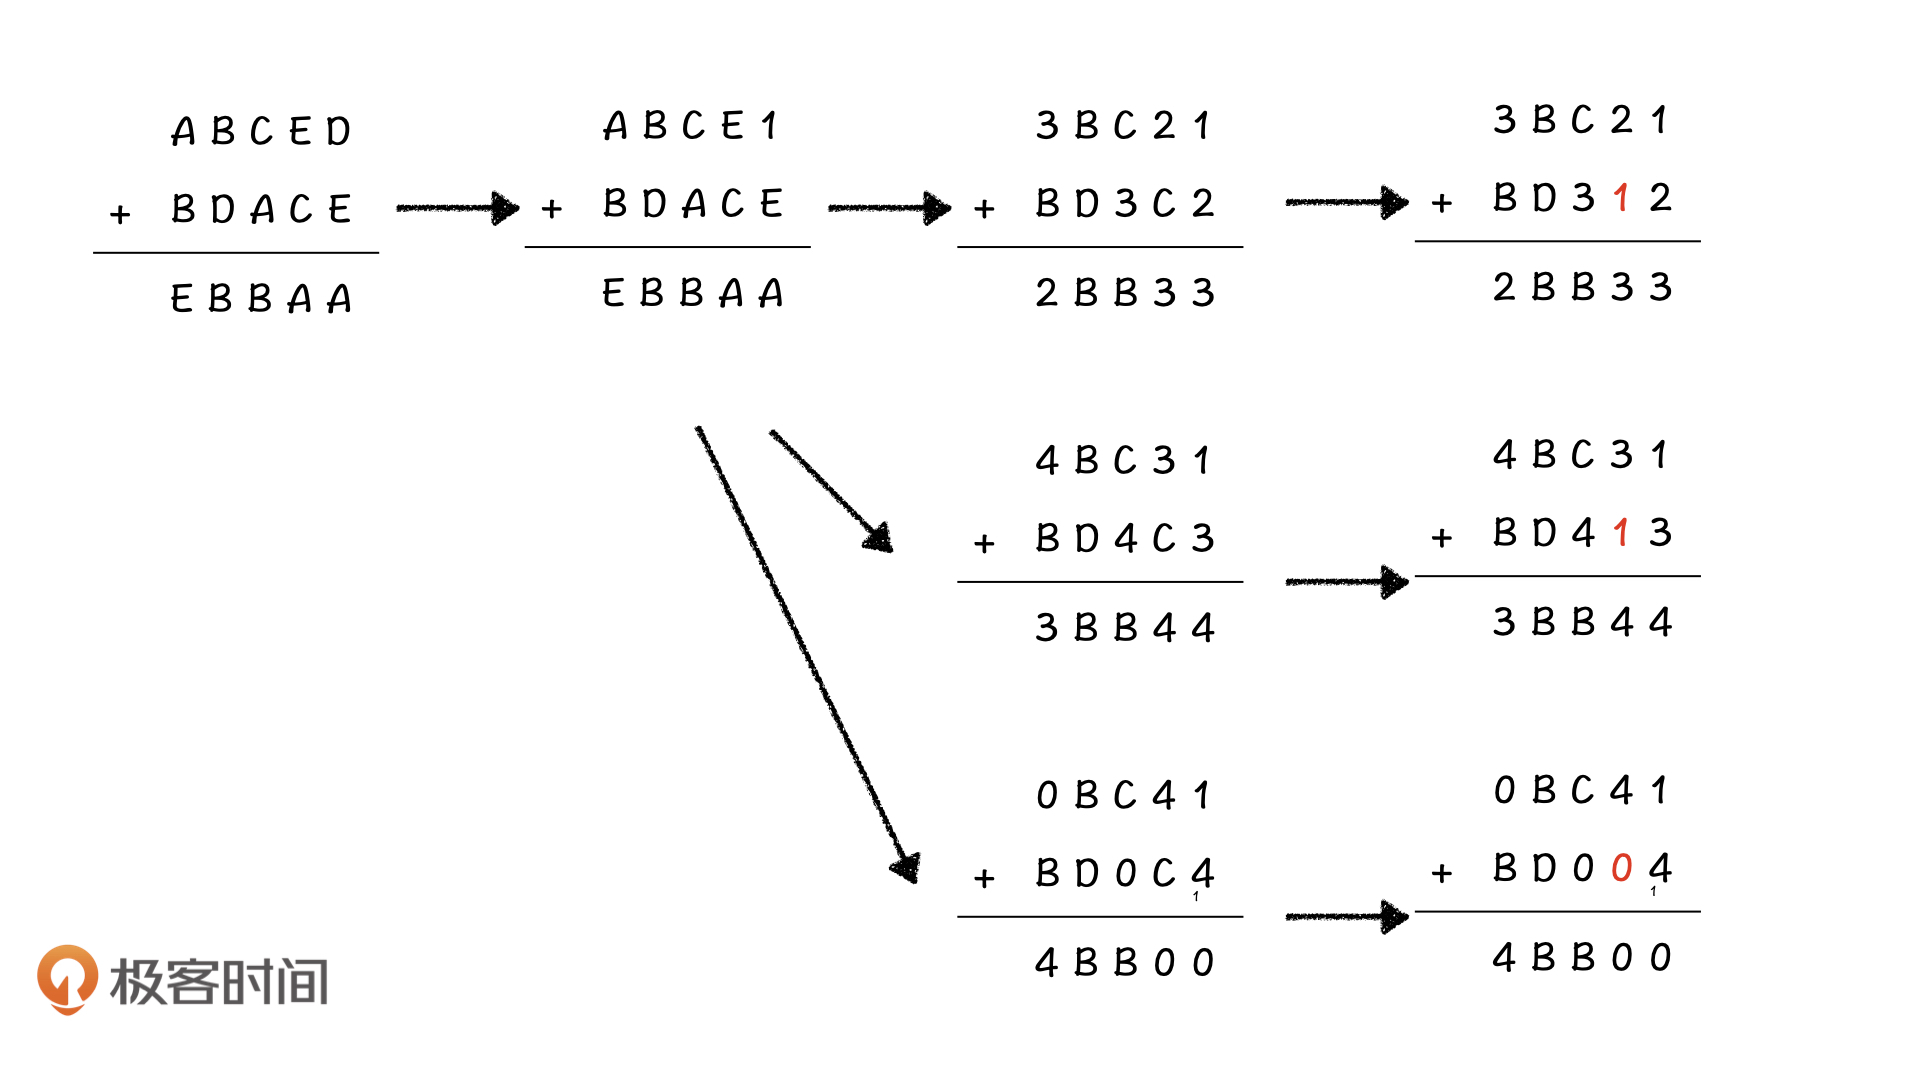 A B C E D
+ B D A C E
E B B A A
A B C E 1
+ B D A C E
E B B A A
3 B C 2 1
+ B D 3 C 2
2 B B 3 3
3 B C 2 1
+ B D 3 1 2
2 B B 3 3
4 B C 3 1
+ B D 4 C 3
3 B B 4 4
4 B C 3 1
+ B D 4 1 3
3 B B 4 4
0 B C 4 1
+ B D 0 C 4
1
4 B B 0 0
0 B C 4 1
+ B D 0 0 4
1
4 B B 0 0
极客时间